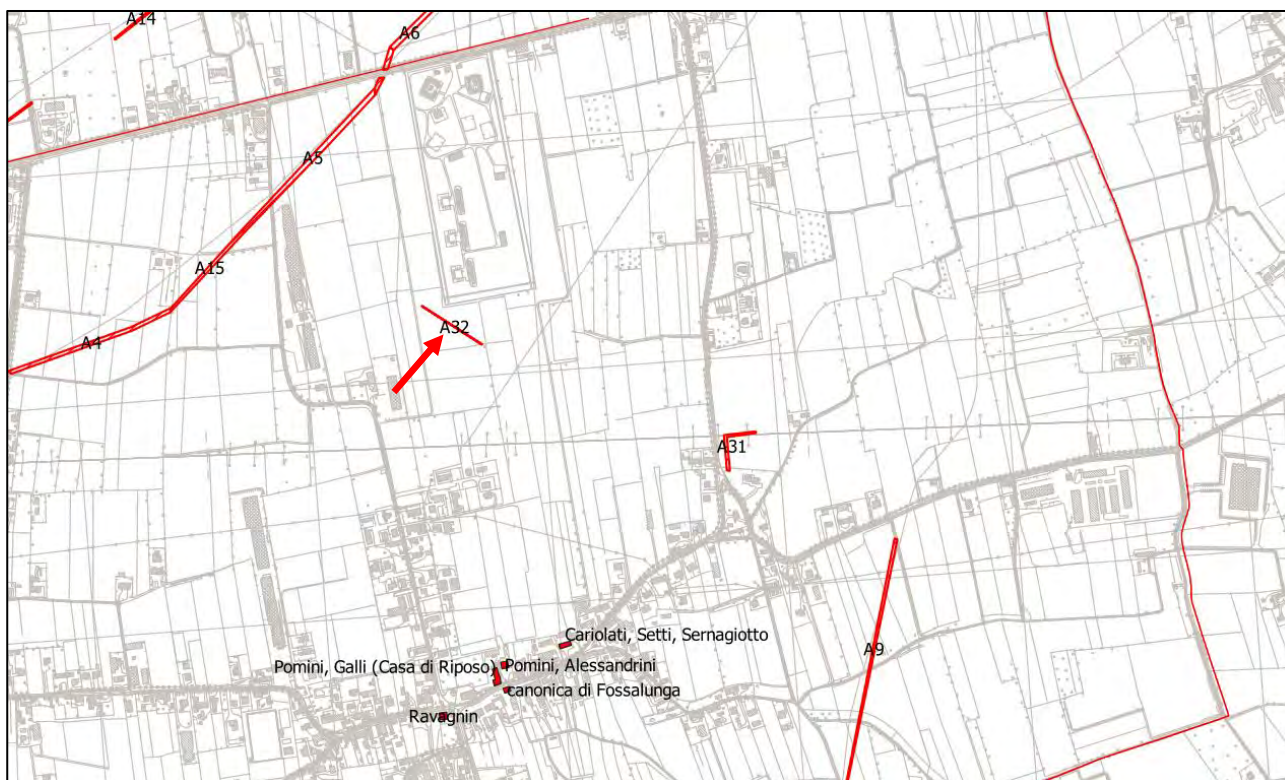 A14
A6
A5
A15
A32
A4
A31
Cariolati, Setti, Sernagiotto
A9
Pomini, Galli (Casa di Riposo)
Pomini, Alessandrini
canonica di Fossalunga
Ravagnin